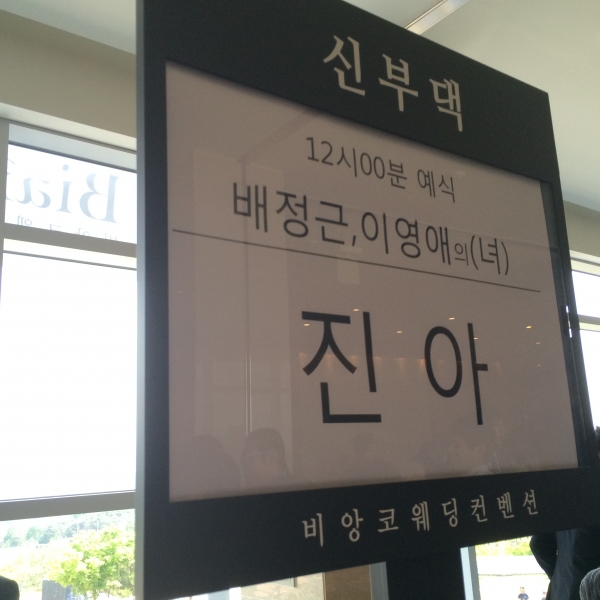 신부댁
12시00분 예식
배정근,이영애의(녀)
진 아
비앙코웨딩컨벤션
Bia